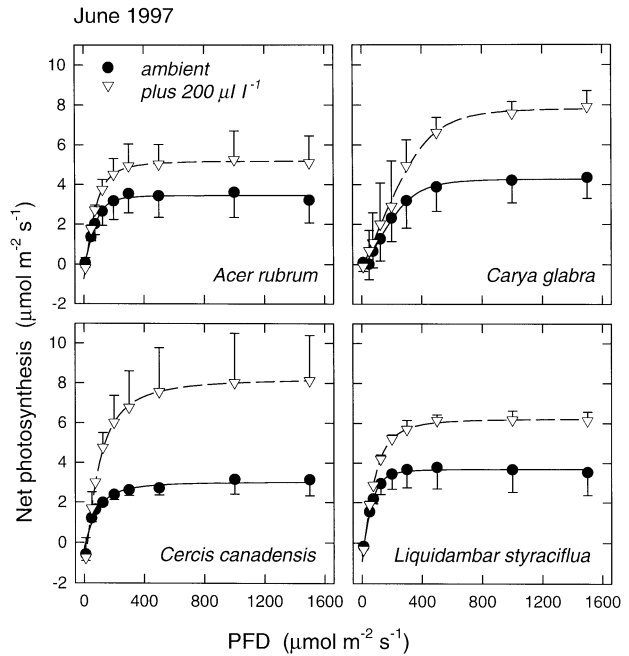 June 1997
10
8
6
4
2
0
-2
ambient
plus 200 µl l⁻¹
Acer rubrum
Carya glabra
10
8
6
4
2
0
-2
Cercis canadensis
Liquidambar styraciflua
0 400 800 1200 1600
0 400 800 1200 1600
Net photosynthesis (µmol m⁻² s⁻¹)
PFD (µmol m⁻² s⁻¹)